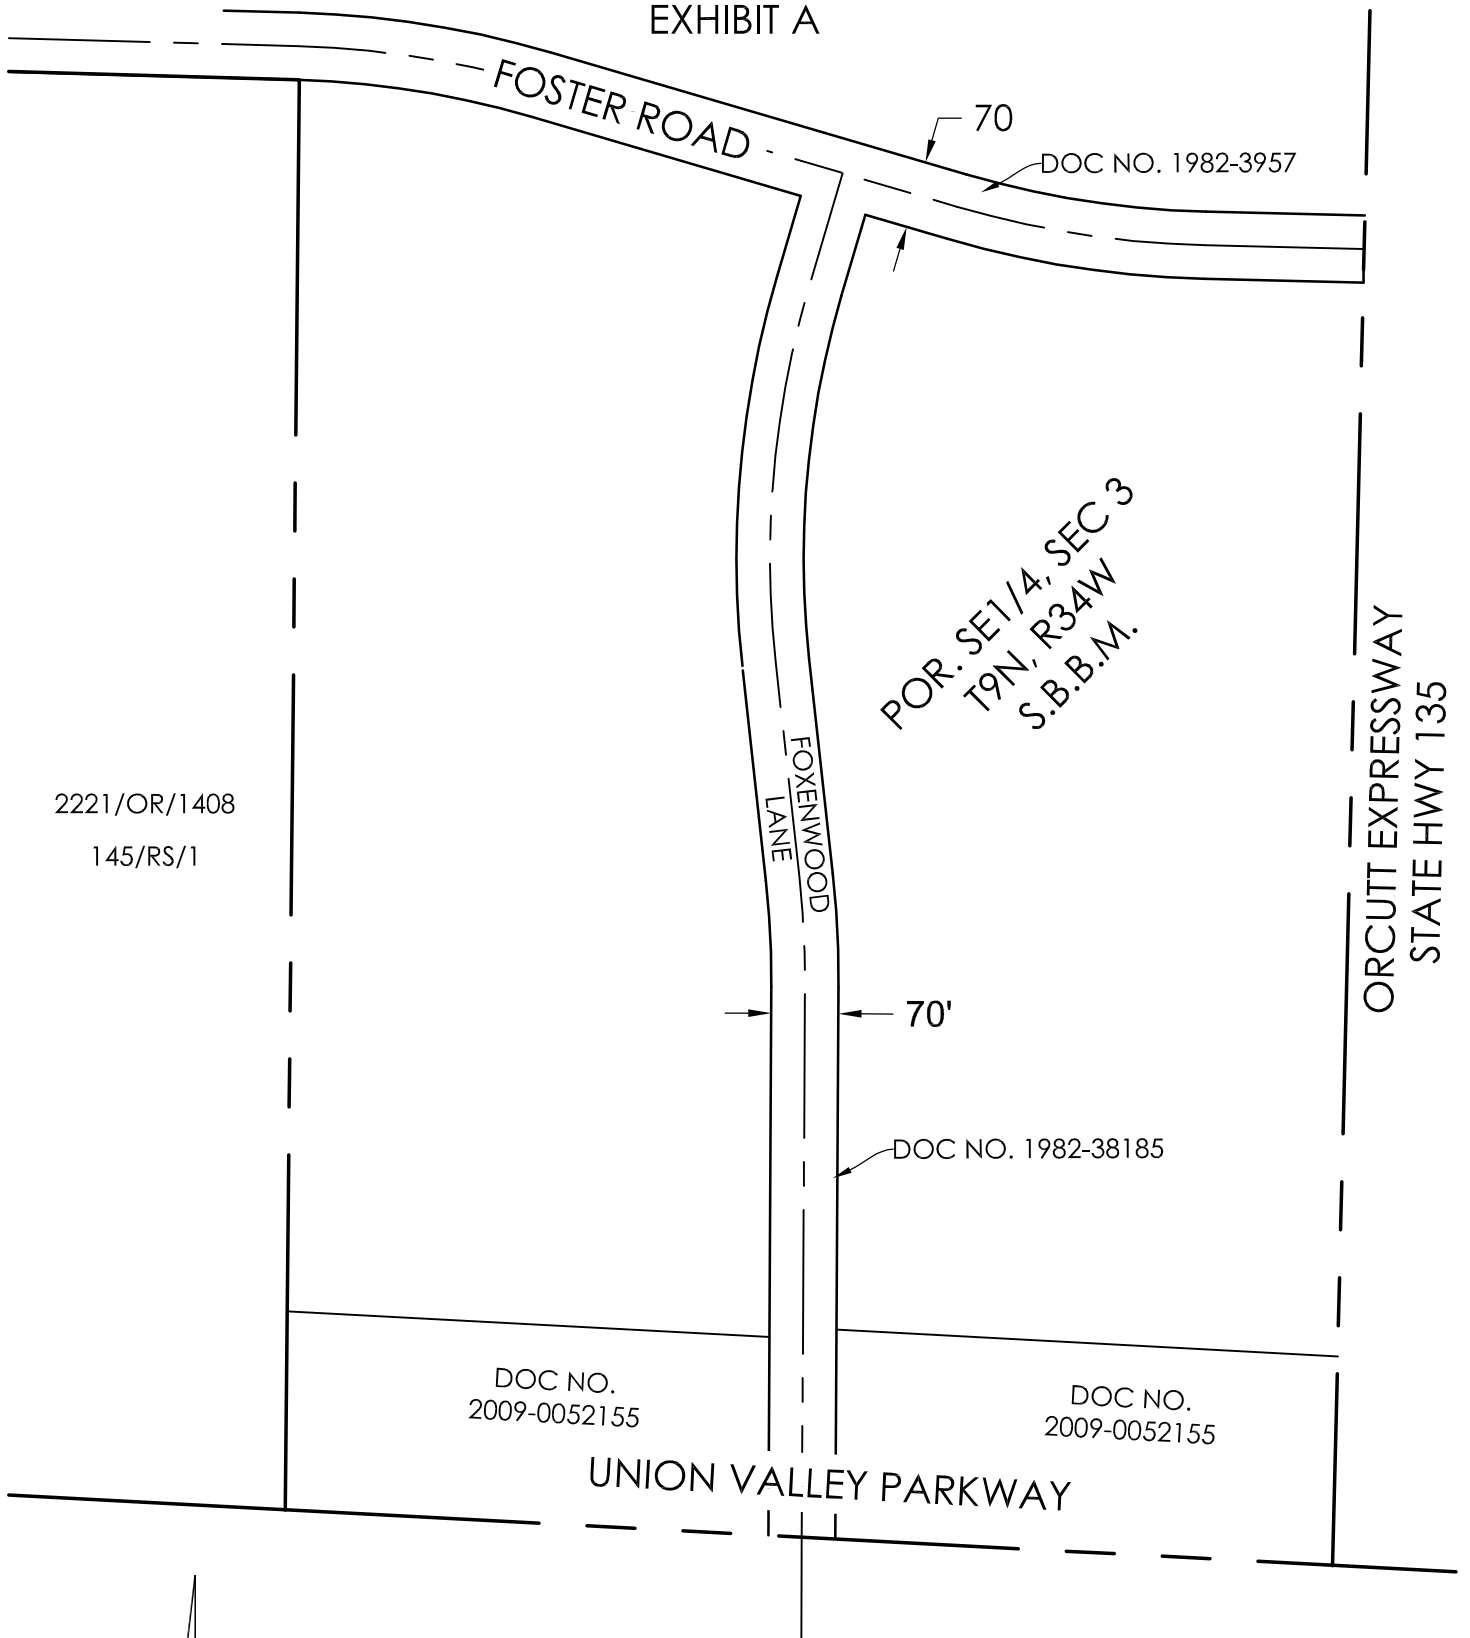 EXHIBIT A
FOSTER ROAD
70
DOC NO. 1982-3957
POR. SE1/4, SEC 3
T9N, R34W
S.B.B.M.
ORCUTT EXPRESSWAY
STATE HWY 135
FOXENWOOD
LANE
2221/OR/1408
145/RS/1
70'
DOC NO. 1982-38185
DOC NO.
2009-0052155
DOC NO.
2009-0052155
UNION VALLEY PARKWAY